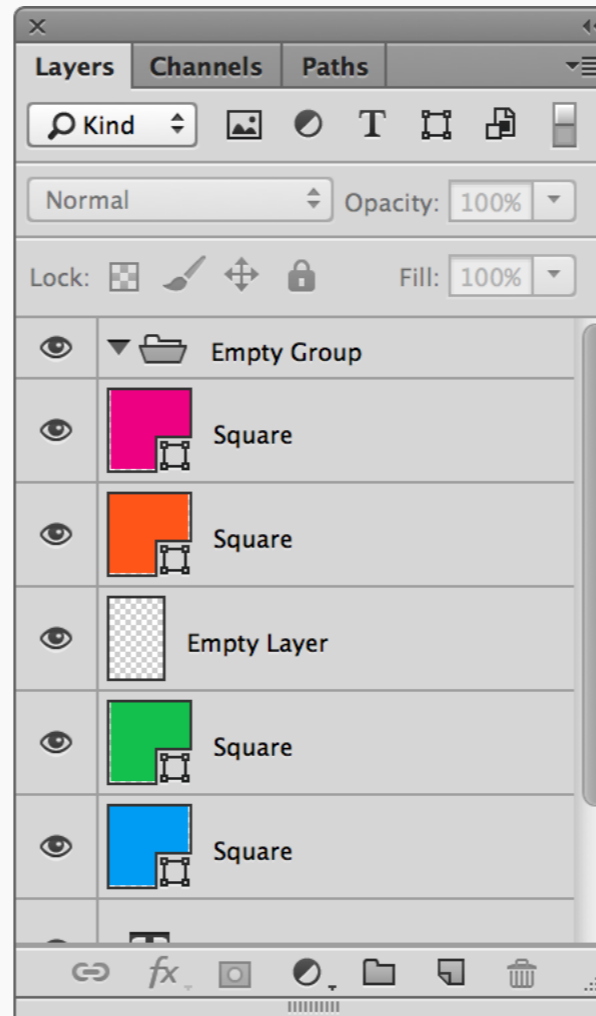 Layers Channels Paths
Kind T
Normal Opacity: 100%
Lock: Fill: 100%
Empty Group
Square
Square
Empty Layer
Square
Square
fx